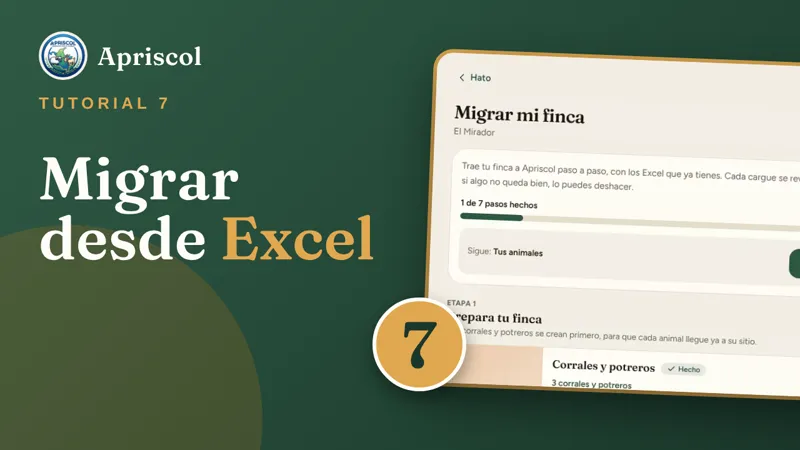 APRISCOL
Apriscol
TUTORIAL 7
Migrar
desde Excel
7
Hato
Migrar mi finca
El Mirador
Trae tu finca a Apriscol paso a paso, con los Excel que ya tienes. Cada cargue se
si algo no queda bien, lo puedes deshacer.
1 de 7 pasos hechos
Sigue: Tus animales
ETAPA 1
repara tu finca
corrales y potreros se crean primero, para que cada animal llegue ya a su sitio.
Corrales y potreros
Hecho
3 corrales y potreros